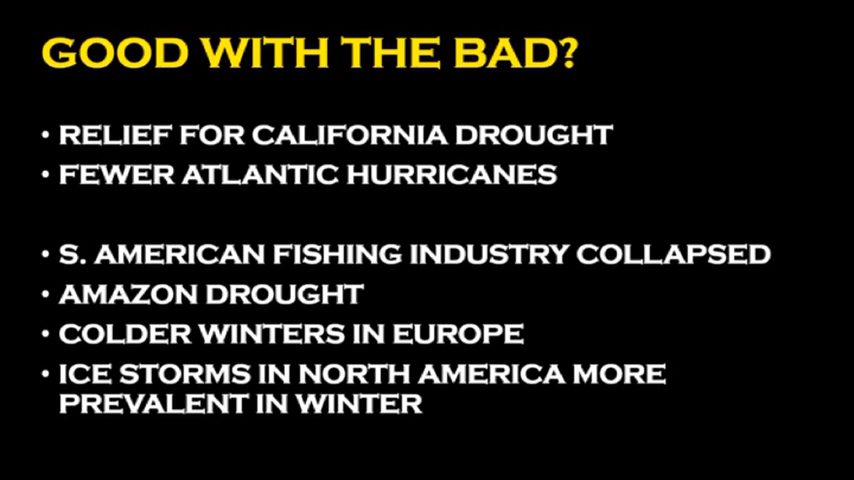 GOOD WITH THE BAD?
• RELIEF FOR CALIFORNIA DROUGHT
• FEWER ATLANTIC HURRICANES
• S. AMERICAN FISHING INDUSTRY COLLAPSED
• AMAZON DROUGHT
• COLDER WINTERS IN EUROPE
• ICE STORMS IN NORTH AMERICA MORE
PREVALENT IN WINTER